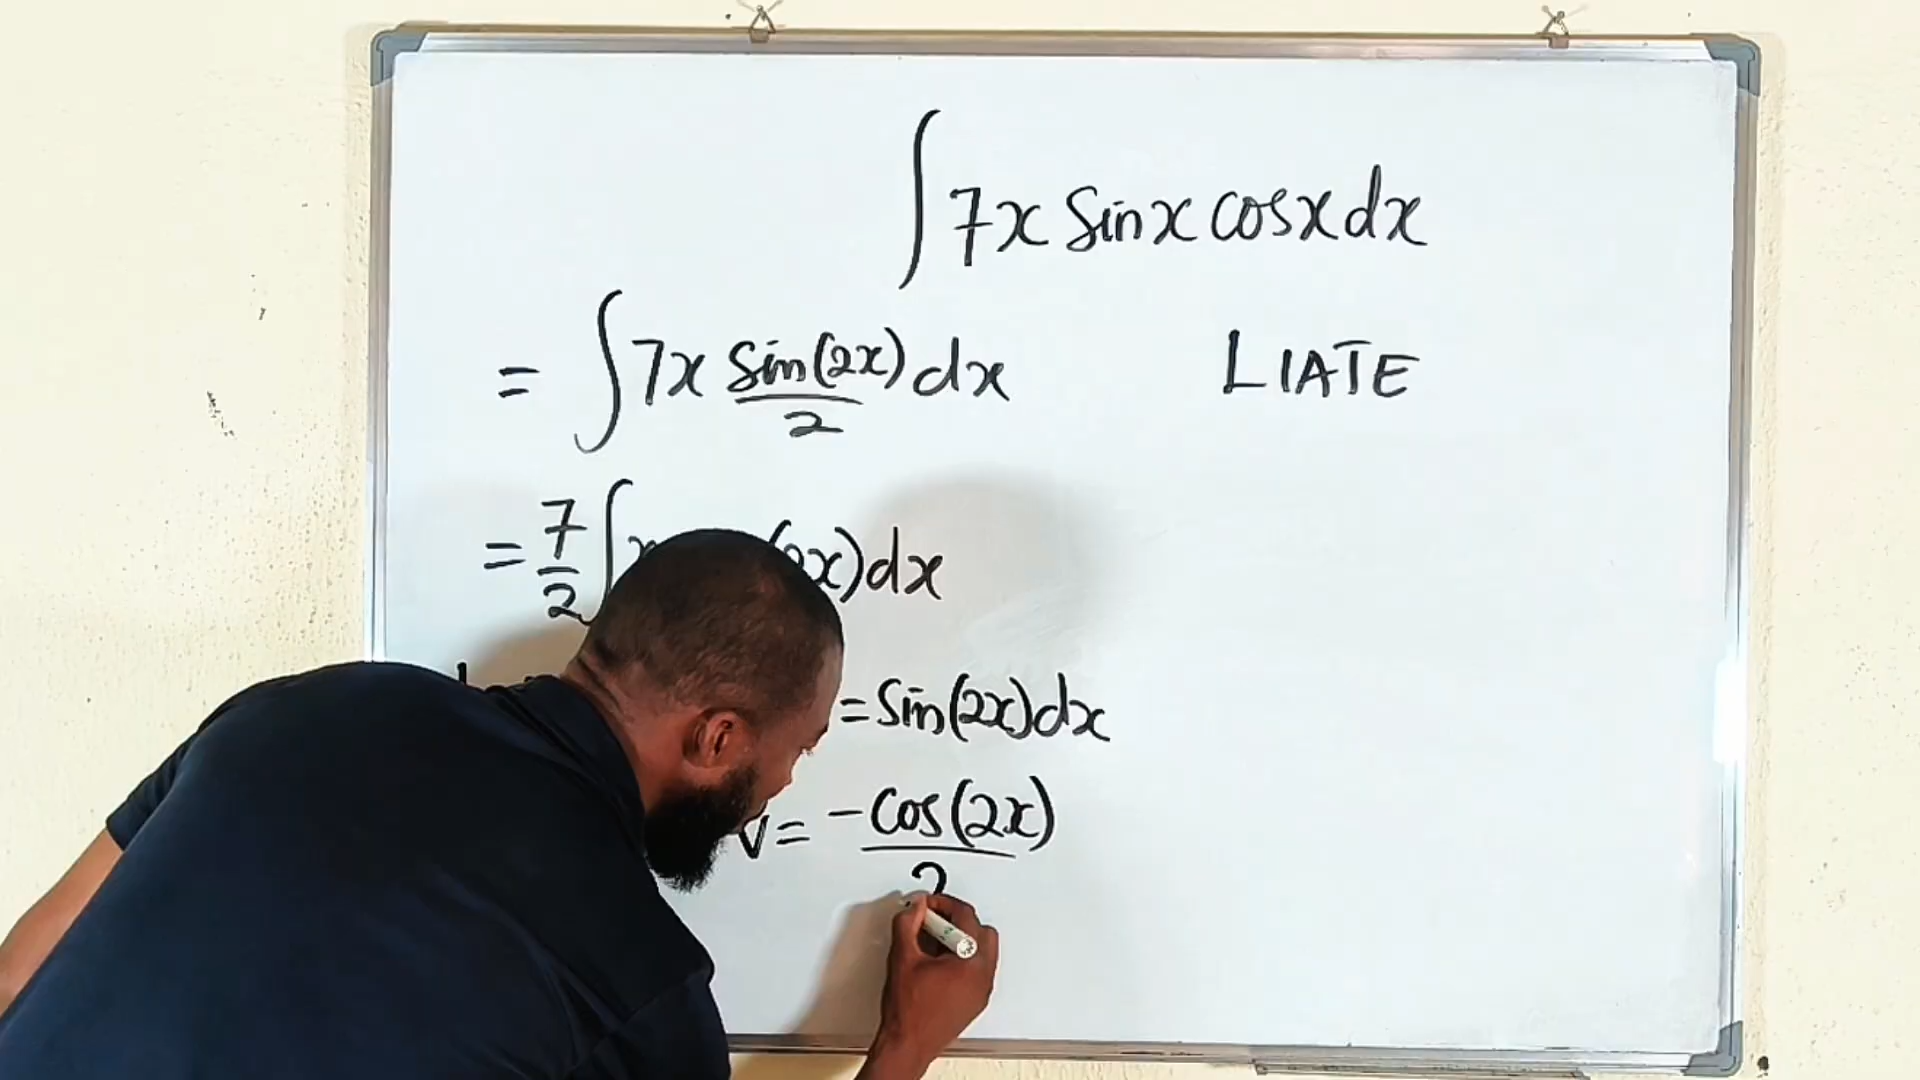 ∫ 7x Sinx cosx dx
= ∫ 7x Sin(2x)/2 dx
LIATE
= 7/2 ∫ x (2x) dx
= Sin(2x) dx
v = -Cos(2x)/2